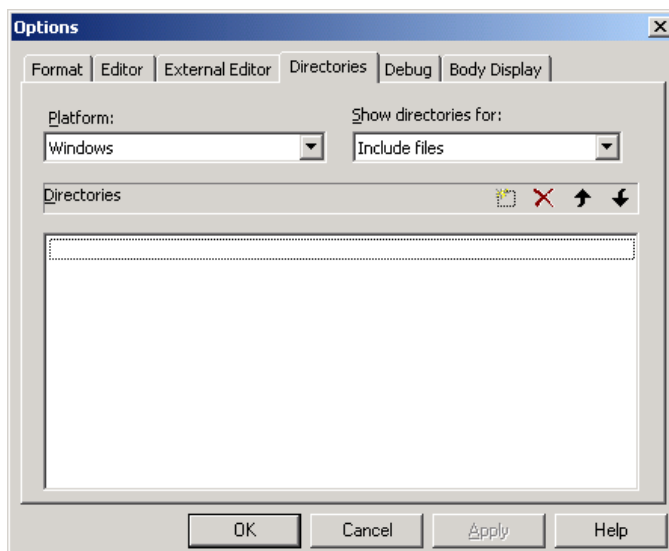 Options
Format Editor External Editor Directories Debug Body Display
Platform: Show directories for:
Windows Include files
Directories
OK Cancel Apply Help